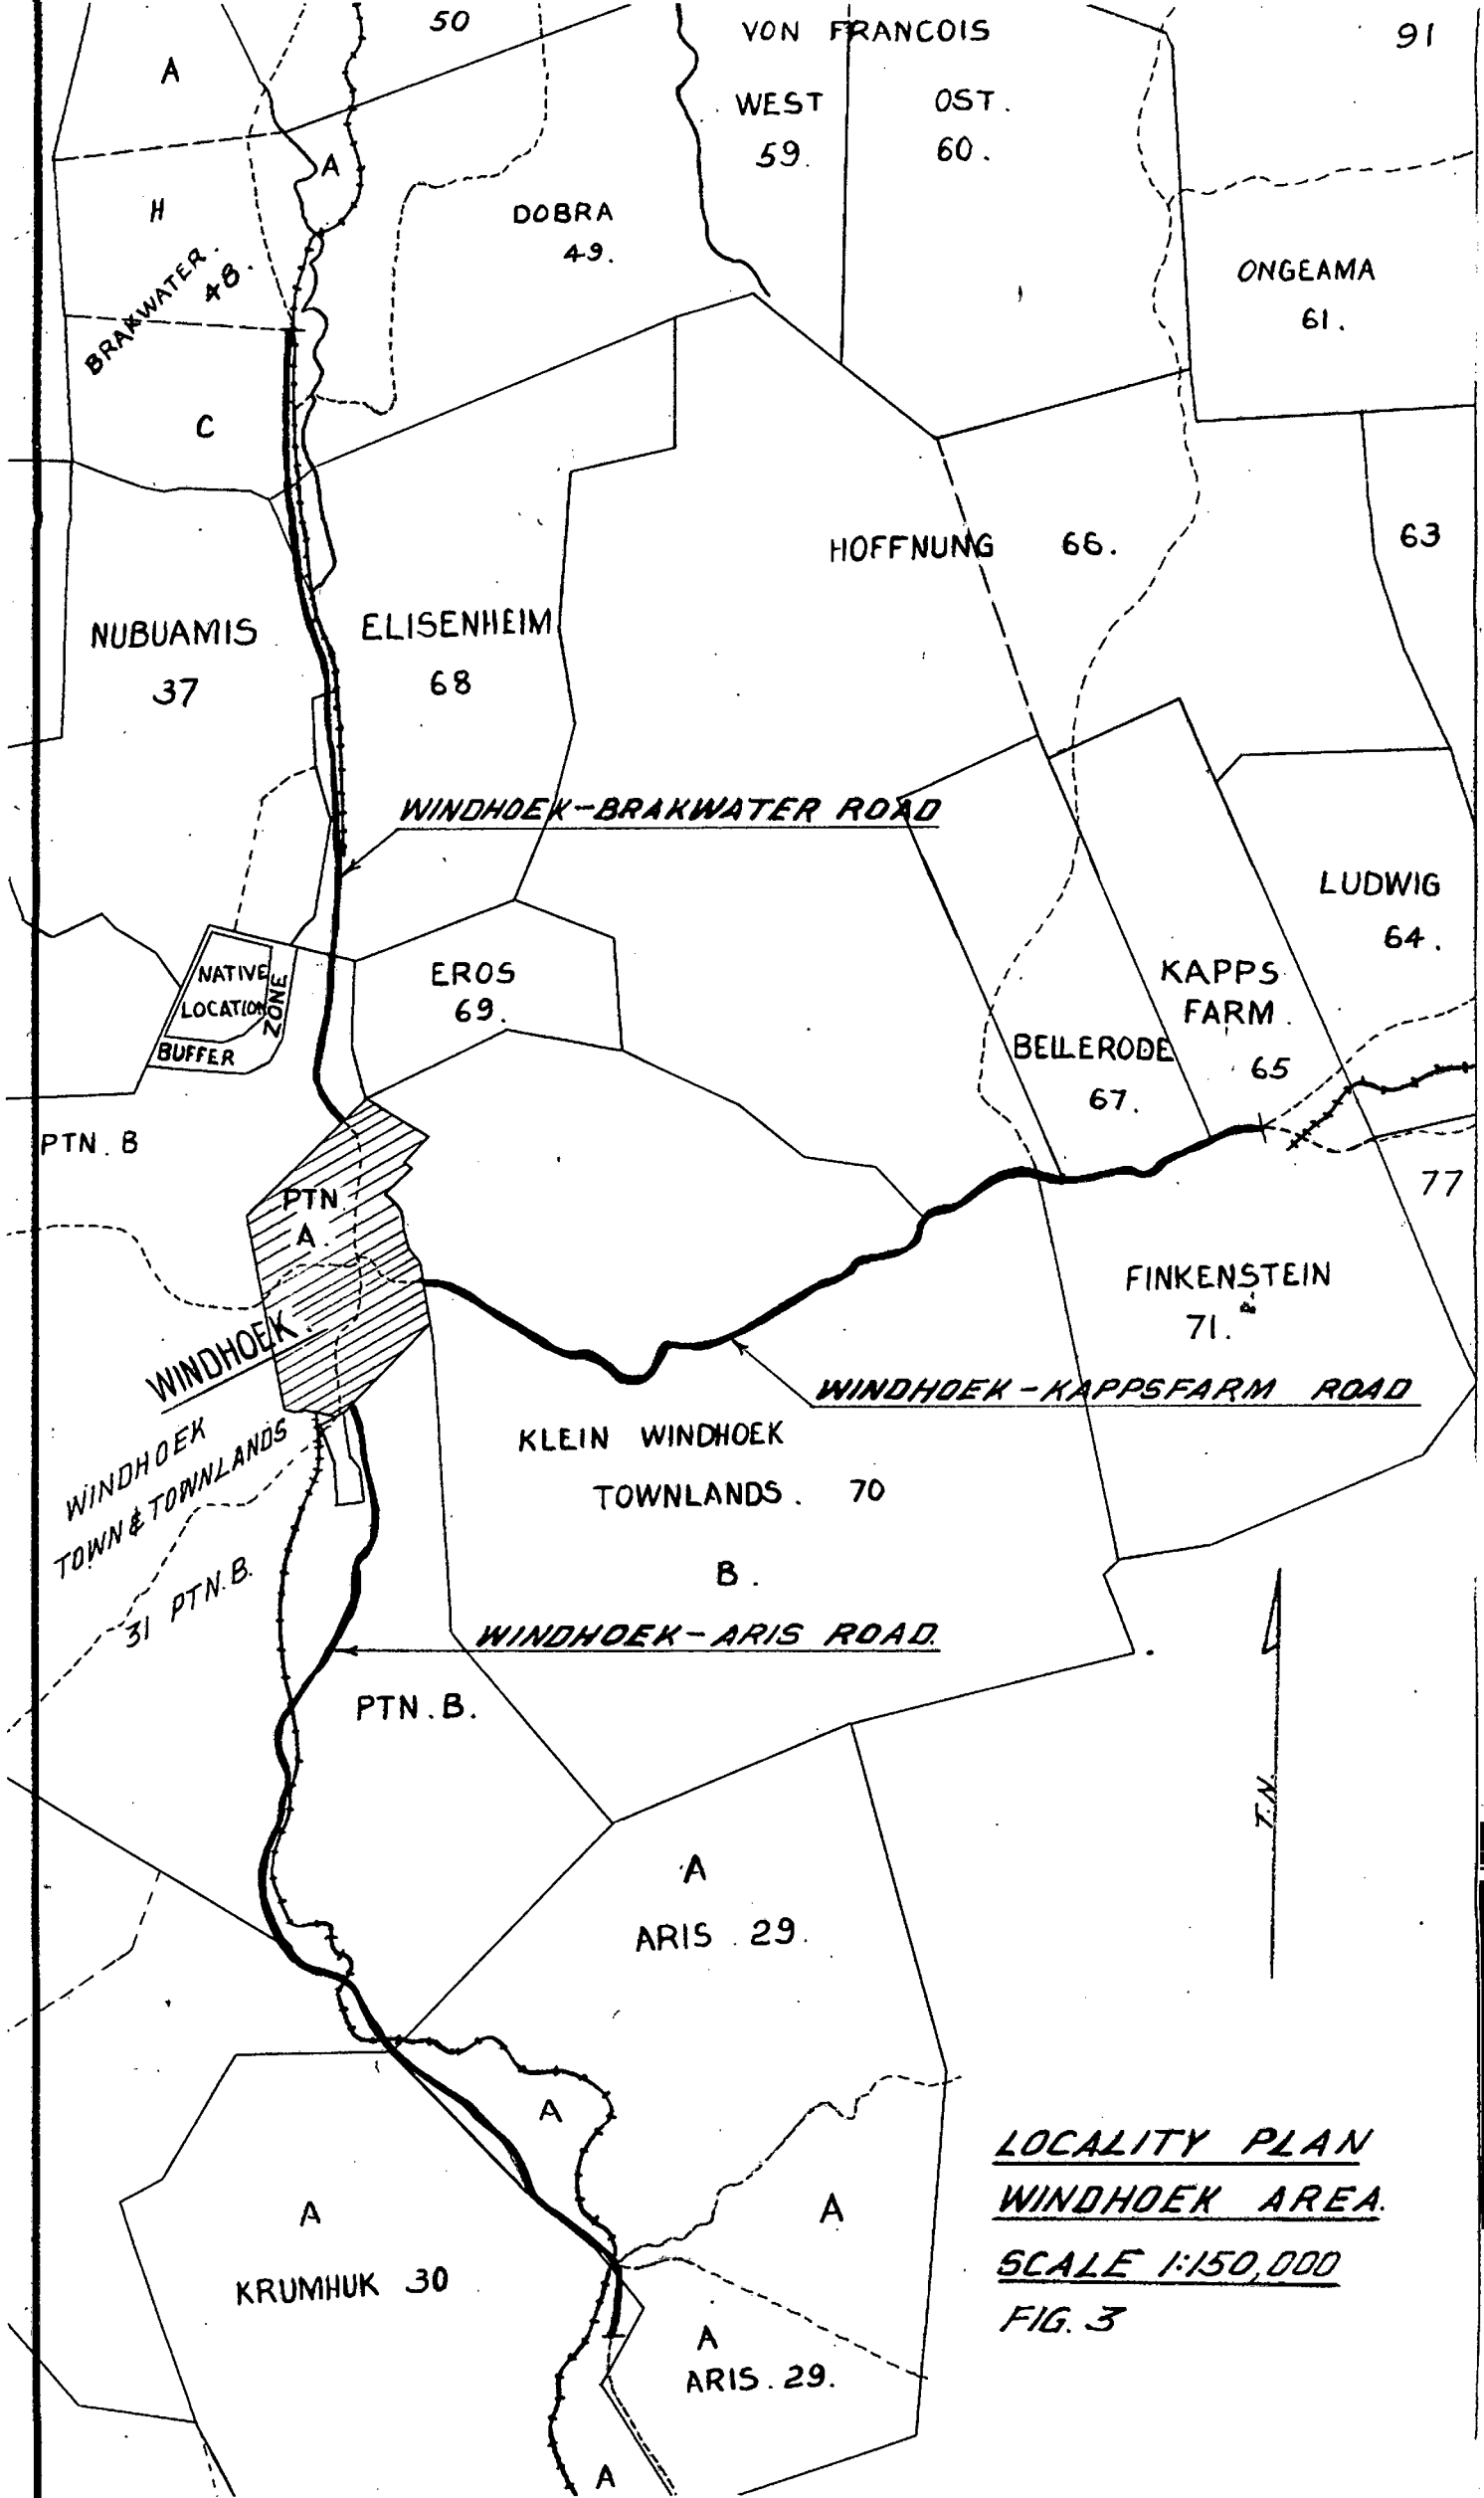 50
VON FRANCOIS
91
A
WEST
OST.
59.
60.
A
H
DOBRA
49.
BRAKWATER.
48.
ONGEAMA
61.
C
HOFFNUNG 66.
63
NUBUAMIS
37
ELISENHEIM
68
WINDHOEK-BRAKWATER ROAD
LUDWIG
64.
NATIVE
LOCATION
BUFFER
ZONE
EROS
69.
KAPPS
FARM.
65
BELLERODE
67.
PTN. B
PTN
A.
77
FINKENSTEIN
71.
WINDHOEK.
WINDHOEK-KAPPSFARM ROAD
WINDHOEK
TOWN & TOWNLANDS
31 PTN.B.
KLEIN WINDHOEK
TOWNLANDS. 70
B.
WINDHOEK-ARIS ROAD.
PTN. B.
T.N.
A
ARIS 29.
A
A
A
KRUMHUK 30
A
ARIS. 29.
A
LOCALITY PLAN
WINDHOEK AREA.
SCALE 1:150,000
FIG. 3